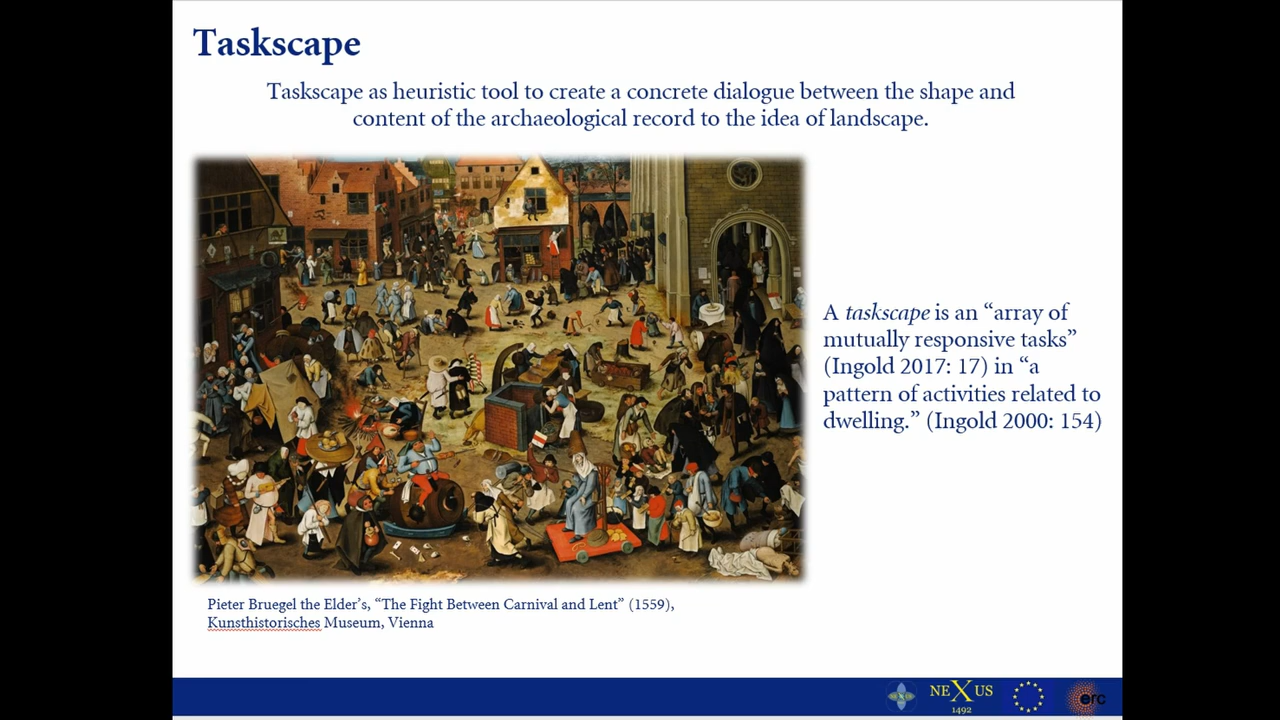 Taskscape
Taskscape as heuristic tool to create a concrete dialogue between the shape and
content of the archaeological record to the idea of landscape.
A taskscape is an “array of
mutually responsive tasks”
(Ingold 2017: 17) in “a
pattern of activities related to
dwelling.” (Ingold 2000: 154)
Pieter Bruegel the Elder’s, “The Fight Between Carnival and Lent” (1559),
Kunsthistorisches Museum, Vienna
NEXUS
1492
erc